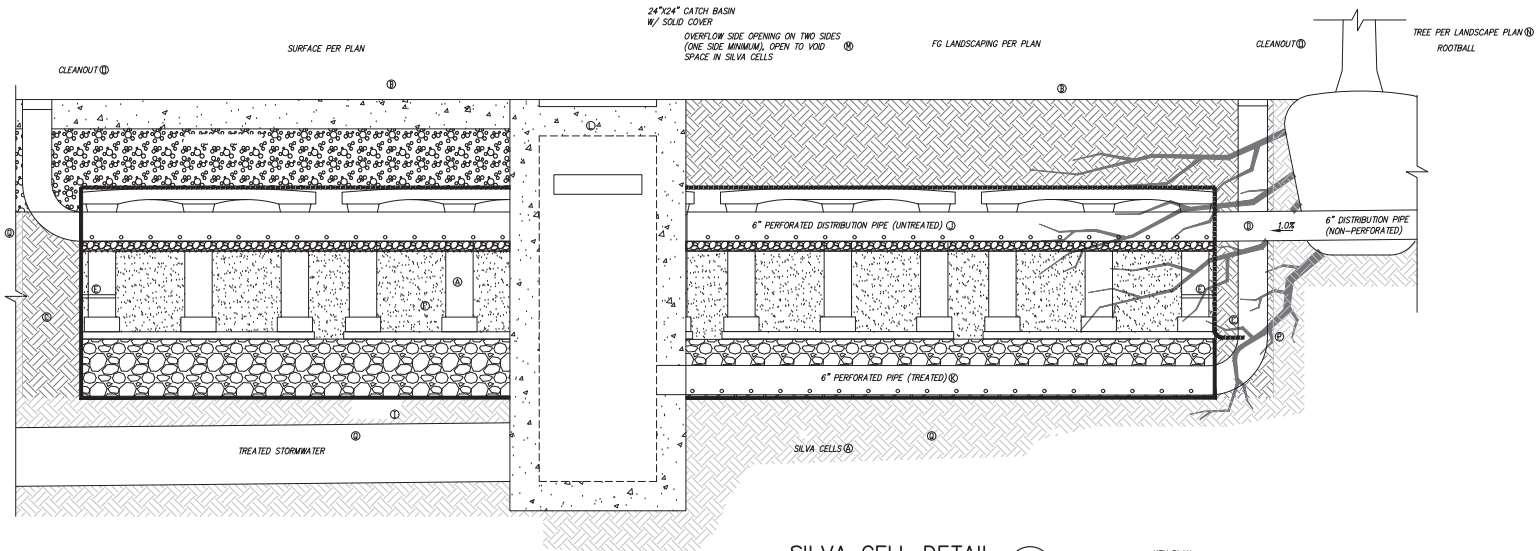 24"X24" CATCH BASIN
W/ SOLID COVER
OVERFLOW SIDE OPENING ON TWO SIDES
(ONE SIDE MINIMUM), OPEN TO VOID Ⓜ
SPACE IN SILVA CELLS
SURFACE PER PLAN
FG LANDSCAPING PER PLAN
CLEANOUT
TREE PER LANDSCAPE PLAN Ⓝ
ROOTBALL
CLEANOUT
Ⓑ
Ⓑ
Ⓛ
6" PERFORATED DISTRIBUTION PIPE (UNTREATED) Ⓙ
Ⓓ
1.0%
6" DISTRIBUTION PIPE
(NON-PERFORATED)
Ⓔ
Ⓐ
Ⓕ
Ⓔ
Ⓒ
Ⓒ
Ⓟ
6" PERFORATED PIPE (TREATED) Ⓚ
Ⓘ
TREATED STORMWATER
SILVA CELLS Ⓐ
SILVA CELL DETAIL